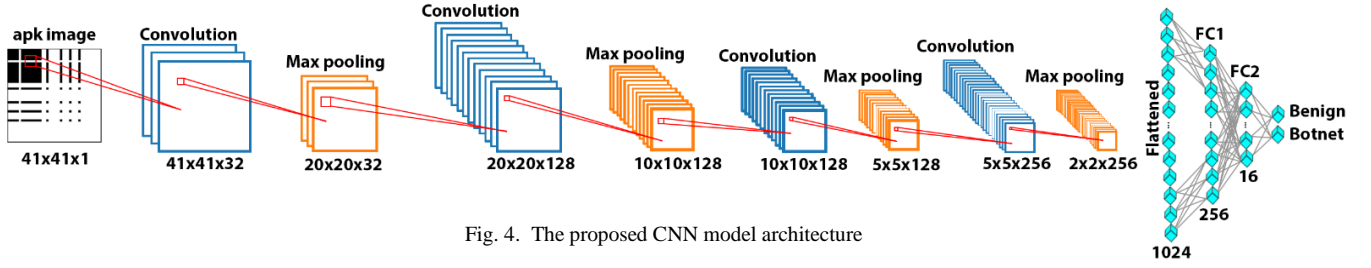 apk image
41x41x1
Convolution
41x41x32
Max pooling
20x20x32
Convolution
20x20x128
Max pooling
10x10x128
Convolution
10x10x128
Max pooling
5x5x128
Convolution
5x5x256
Max pooling
2x2x256
Flattened
1024
FC1
256
FC2
16
Benign
Botnet
Fig. 4. The proposed CNN model architecture